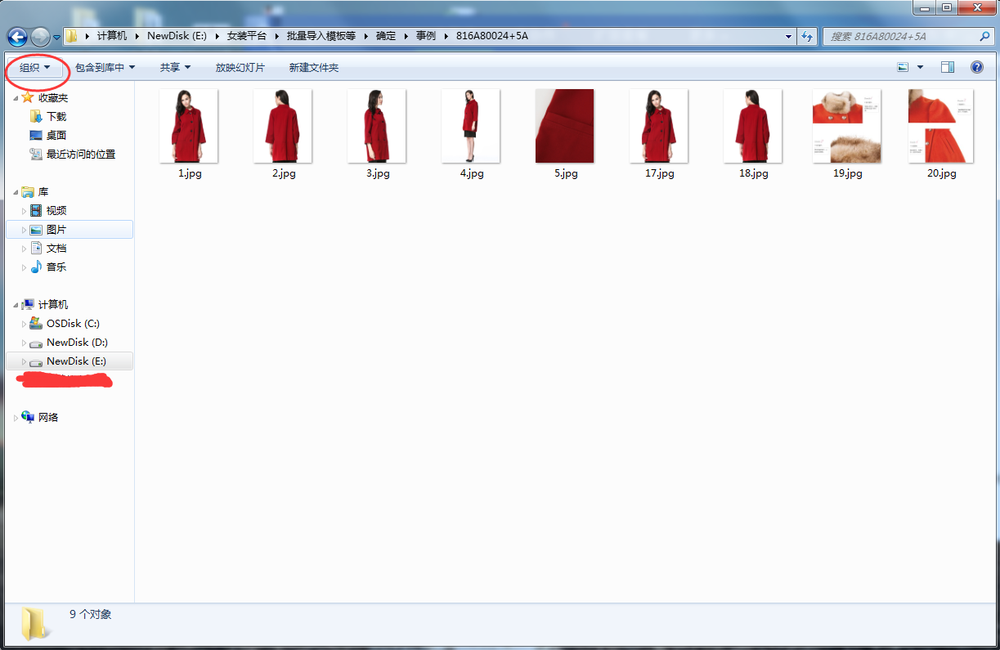 计算机 NewDisk (E:) 女装平台 批量导入模板等 确定 事例 816A80024+5A 搜索 816A80024+5A
组织 包含到库中 共享 放映幻灯片 新建文件夹
收藏夹
下载
桌面
最近访问的位置
库
视频
图片
文档
音乐
计算机
OSDisk (C:)
NewDisk (D:)
NewDisk (E:)
网络
1.jpg 2.jpg 3.jpg 4.jpg 5.jpg 17.jpg 18.jpg 19.jpg 20.jpg
9 个对象